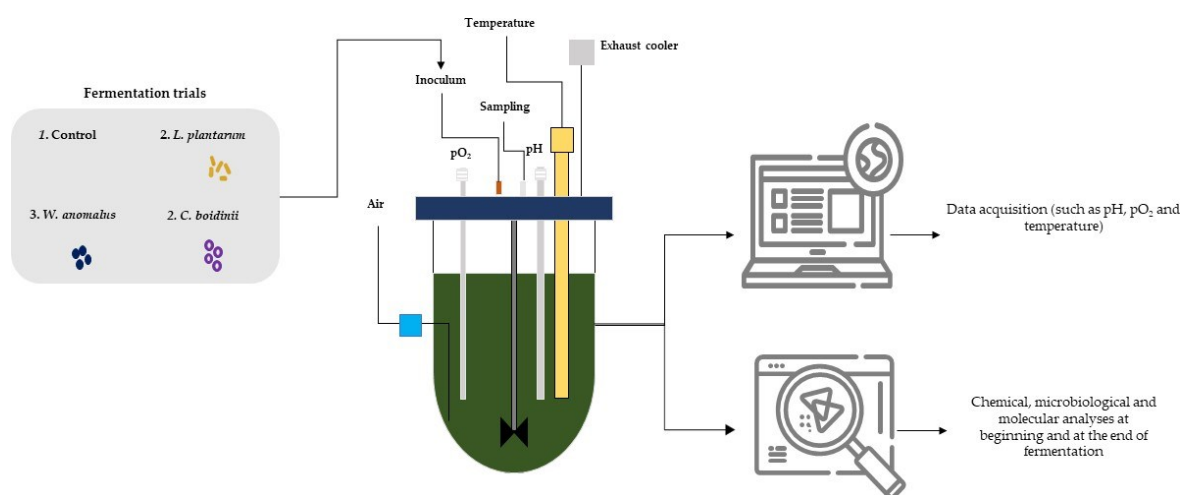 Fermentation trials
1. Control
2. L. plantarum
3. W. anomalus
2. C. boidinii
Temperature
Exhaust cooler
Inoculum
Sampling
pO₂
pH
Air
Data acquisition (such as pH, pO₂ and
temperature)
Chemical, microbiological and
molecular analyses at
beginning and at the end of
fermentation